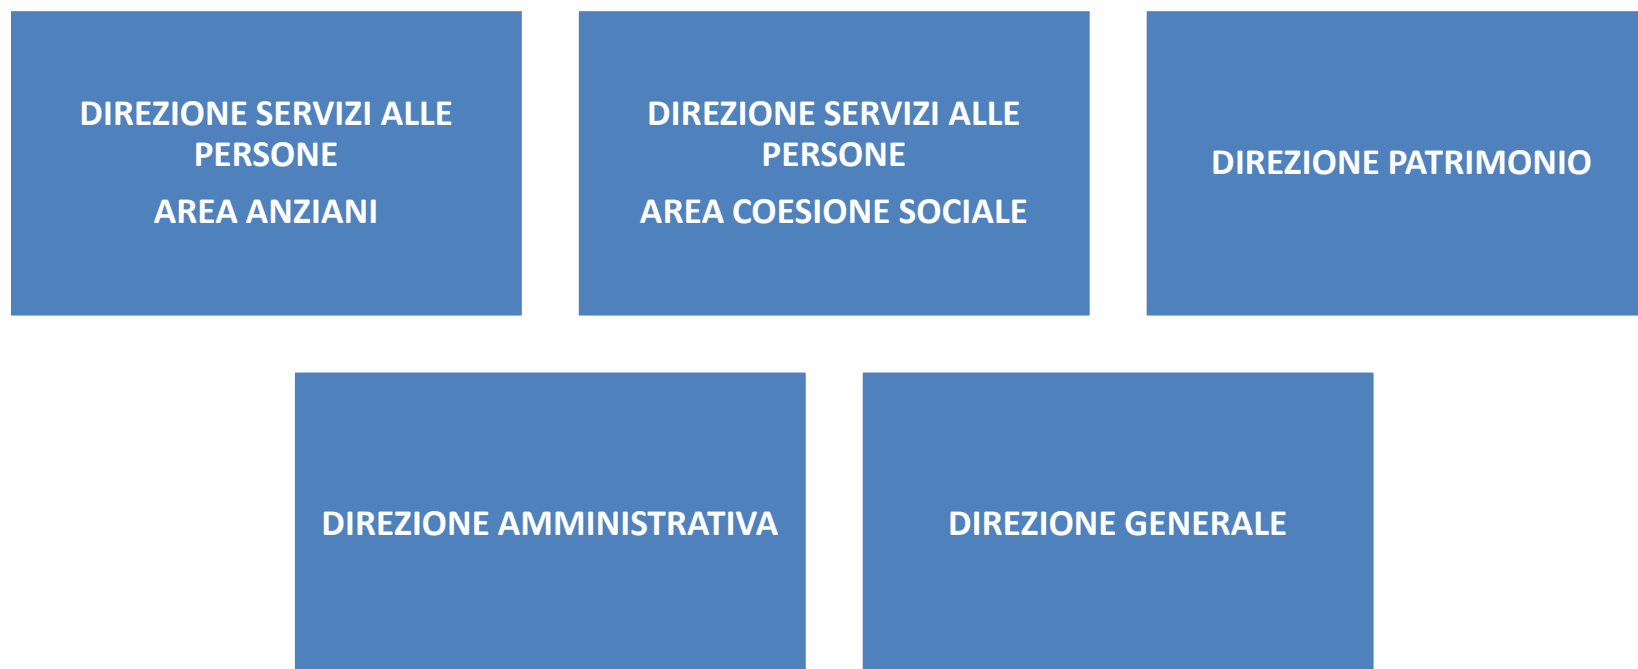 DIREZIONE SERVIZI ALLE
PERSONE
AREA ANZIANI
DIREZIONE SERVIZI ALLE
PERSONE
AREA COESIONE SOCIALE
DIREZIONE PATRIMONIO
DIREZIONE AMMINISTRATIVA
DIREZIONE GENERALE